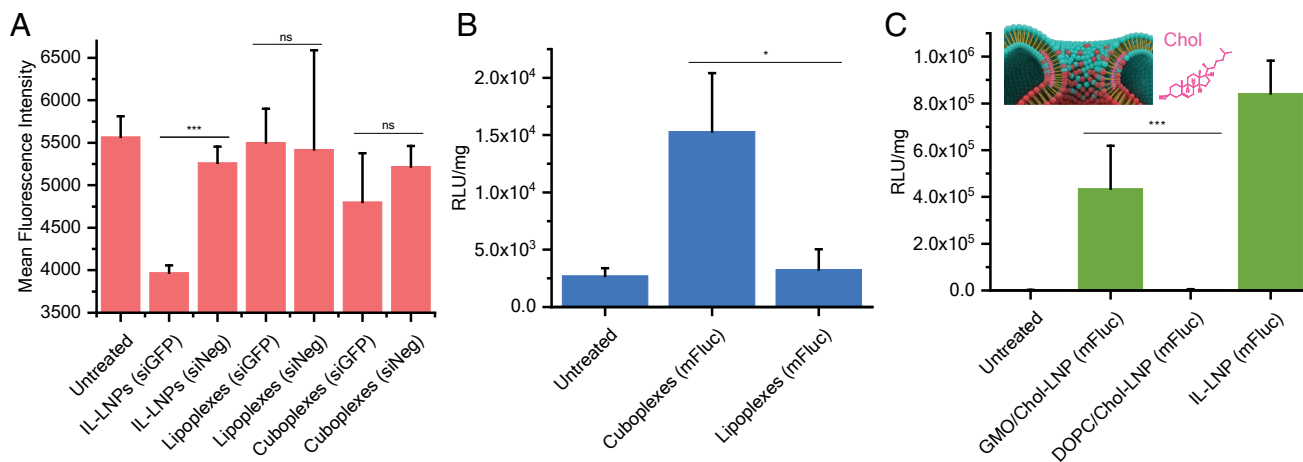 A
Mean Fluorescence Intensity
6500
6000
5500
5000
4500
4000
3500
***
ns
ns
Untreated
IL-LNPs (siGFP)
IL-LNPs (siNeg)
Lipoplexes (siGFP)
Lipoplexes (siNeg)
Cuboplexes (siGFP)
Cuboplexes (siNeg)
B
RLU/mg
2.0x10⁴
1.5x10⁴
1.0x10⁴
5.0x10³
0.0
*
Untreated
Cuboplexes (mFluc)
Lipoplexes (mFluc)
C
RLU/mg
1.0x10⁶
8.0x10⁵
6.0x10⁵
4.0x10⁵
2.0x10⁵
0.0
Chol
***
Untreated
GMO/Chol-LNP (mFluc)
DOPC/Chol-LNP (mFluc)
IL-LNP (mFluc)